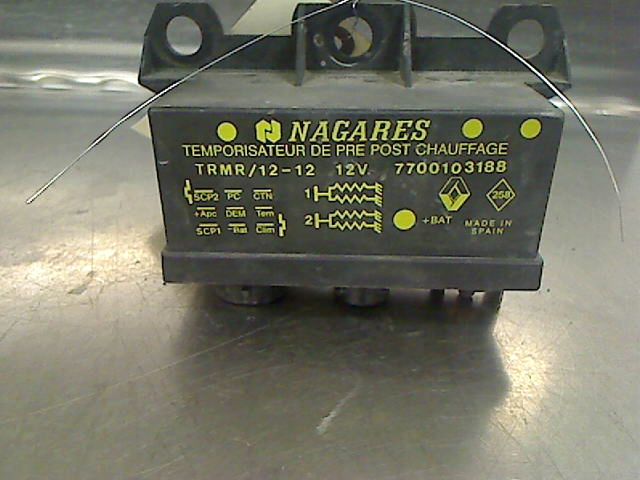 NAGARES
TEMPORISATEUR DE PRE POST CHAUFFAGE
TRMR/12-12 12V. 7700103188
SCP2 PC CTN
+Apc DEM Tem
SCP1 Bat Clim
1
2
+BAT
258
MADE IN
SPAIN